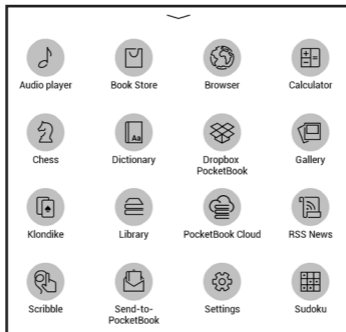 Audio player Book Store Browser Calculator
Aa
Chess Dictionary Dropbox PocketBook Gallery
Klondike Library PocketBook Cloud RSS News
Scribble Send-to-PocketBook Settings Sudoku